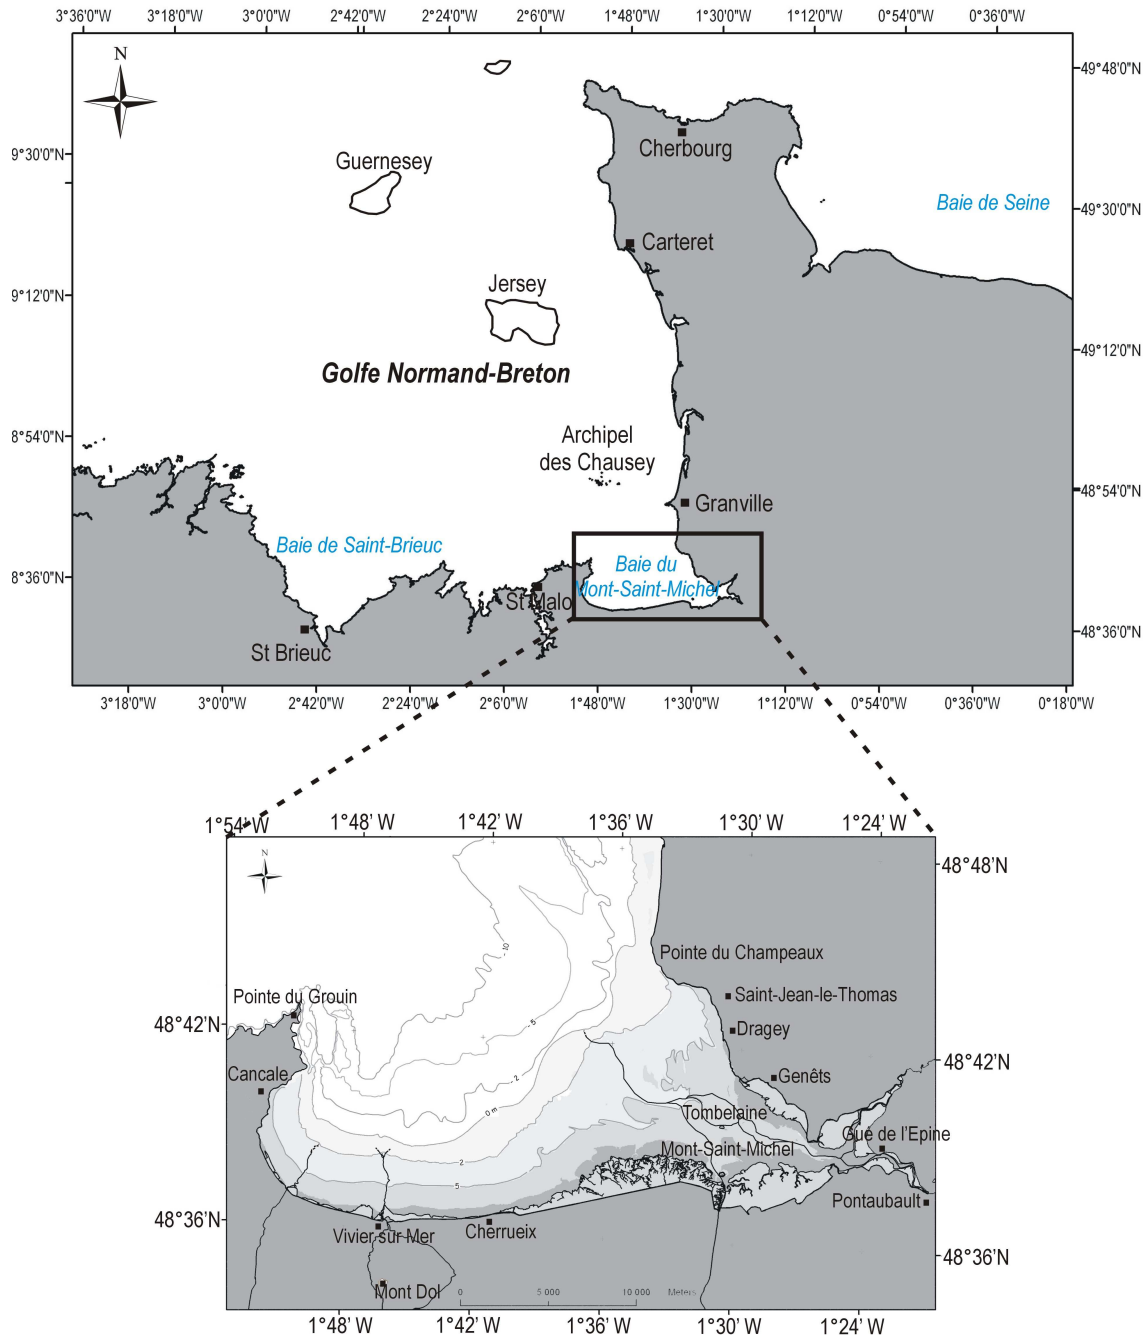 3°36'0"W 3°18'0"W 3°0'0"W 2°42'0"W 2°24'0"W 2°6'0"W 1°48'0"W 1°30'0"W 1°12'0"W 0°54'0"W 0°36'0"W
N
49°48'0"N
Cherbourg
9°30'0"N
Guernesey
Baie de Seine
49°30'0"N
Carteret
Jersey
9°12'0"N
49°12'0"N
Golfe Normand-Breton
8°54'0"N
Archipel
des Chausey
48°54'0"N
Granville
Baie de Saint-Brieuc
Baie du
Mont-Saint-Michel
8°36'0"N
St Malo
48°36'0"N
St Brieuc
3°18'0"W 3°0'0"W 2°42'0"W 2°24'0"W 2°6'0"W 1°48'0"W 1°30'0"W 1°12'0"W 0°54'0"W 0°36'0"W 0°18'0"W
1°54' W 1°48' W 1°42' W 1°36' W 1°30' W 1°24' W
N
48°48'N
-10
Pointe du Champeaux
Pointe du Grouin
Saint-Jean-le-Thomas
48°42'N
-5
Dragey
48°42'N
Cancale
-2
Genêts
0 m
Tombelaine
Gué de l'Epine
Mont-Saint-Michel
2
5
Pontaubault
48°36'N
Vivier sur Mer
Cherrueix
48°36'N
Mont Dol
0 5 000 10 000 Meters
1°48' W 1°42' W 1°36' W 1°30' W 1°24' W